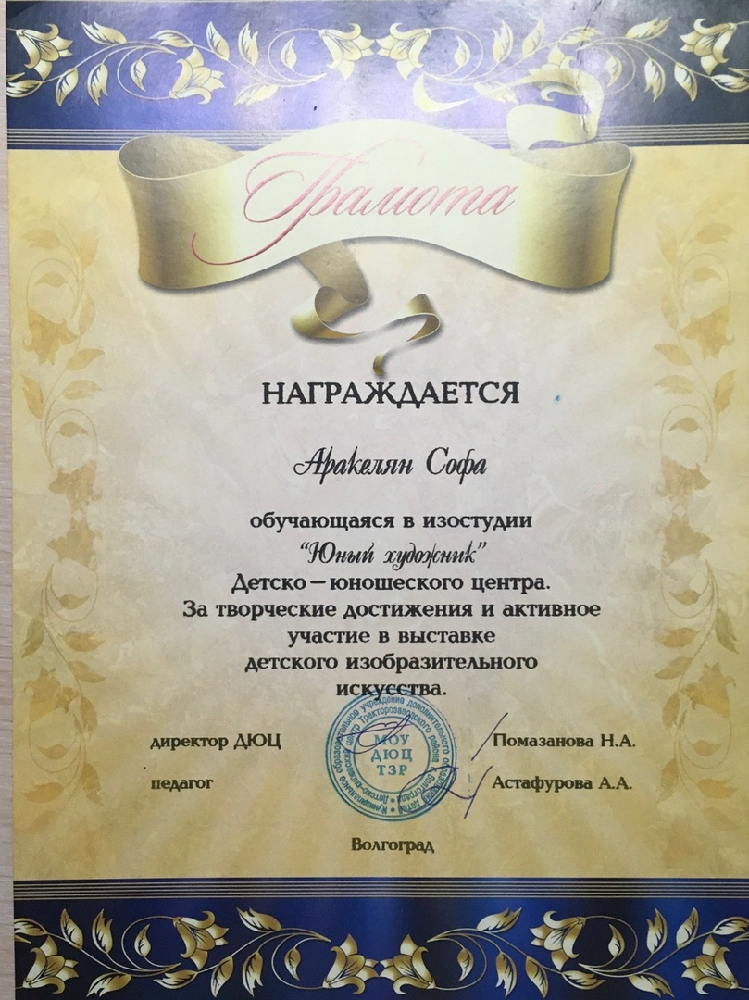 Грамота
НАГРАЖДАЕТСЯ
Аракелян Софа
обучающаяся в изостудии
"Юный художник"
Детско – юношеского центра.
За творческие достижения и активное
участие в выставке
детского изобразительного
искусства.
директор ДЮЦ
Помазанова Н.А.
педагог
Астафурова А.А.
Муниципальное образовательное учреждение дополнительного образования детей
Детско-юношеский центр Тракторозаводского района Волгограда
МОУ
ДЮЦ
ТЗР
Волгоград